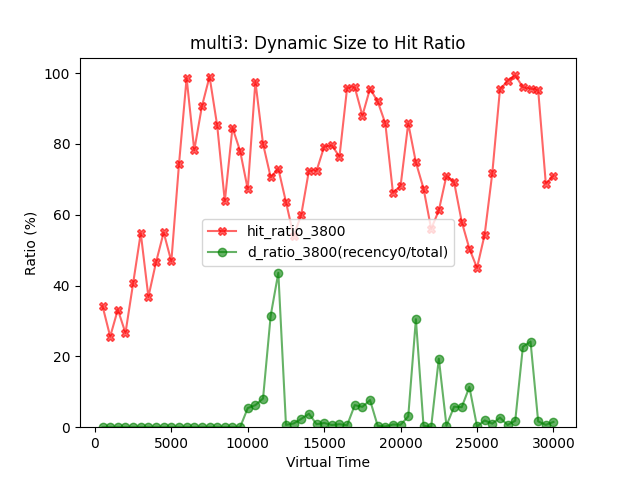 multi3: Dynamic Size to Hit Ratio
Ratio (%)
100
80
60
40
20
0
hit_ratio_3800
d_ratio_3800(recency0/total)
0 5000 10000 15000 20000 25000 30000
Virtual Time